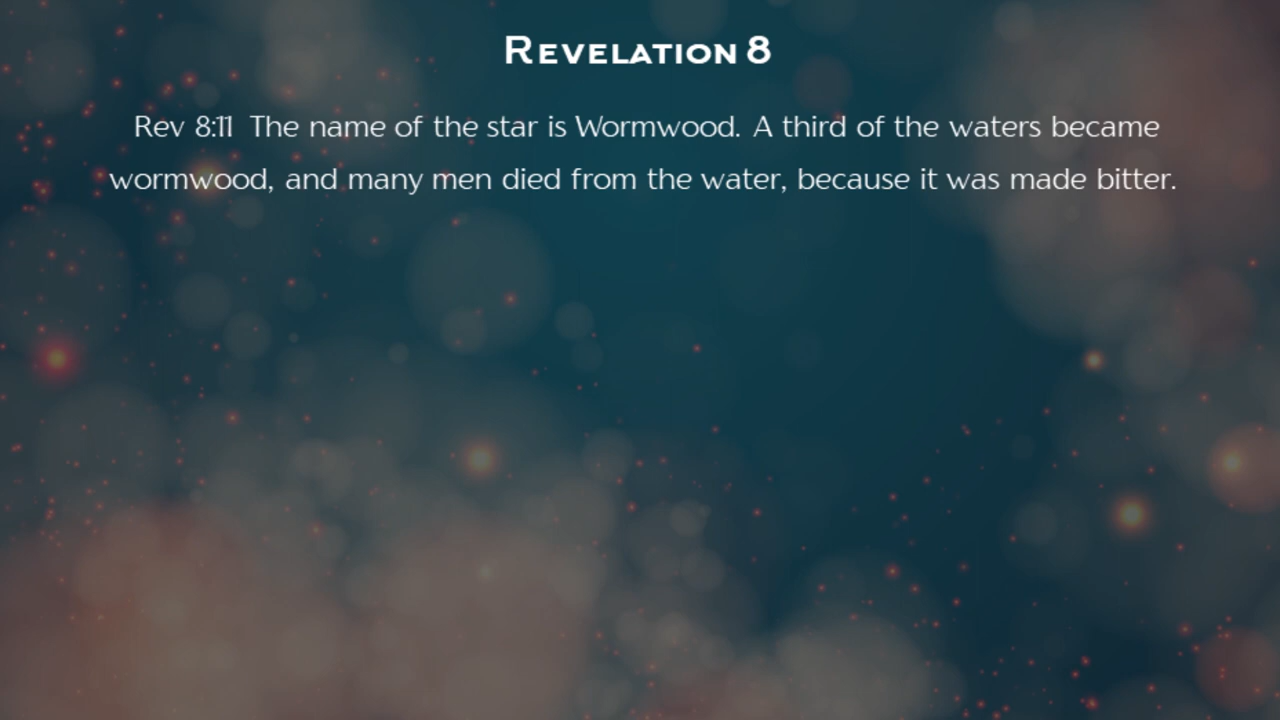 Revelation 8
Rev 8:11 The name of the star is Wormwood. A third of the waters became
wormwood, and many men died from the water, because it was made bitter.